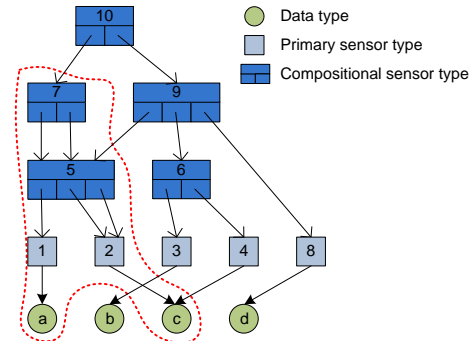 10
Data type
Primary sensor type
Compositional sensor type
7
9
5
6
1
2
3
4
8
a
b
c
d